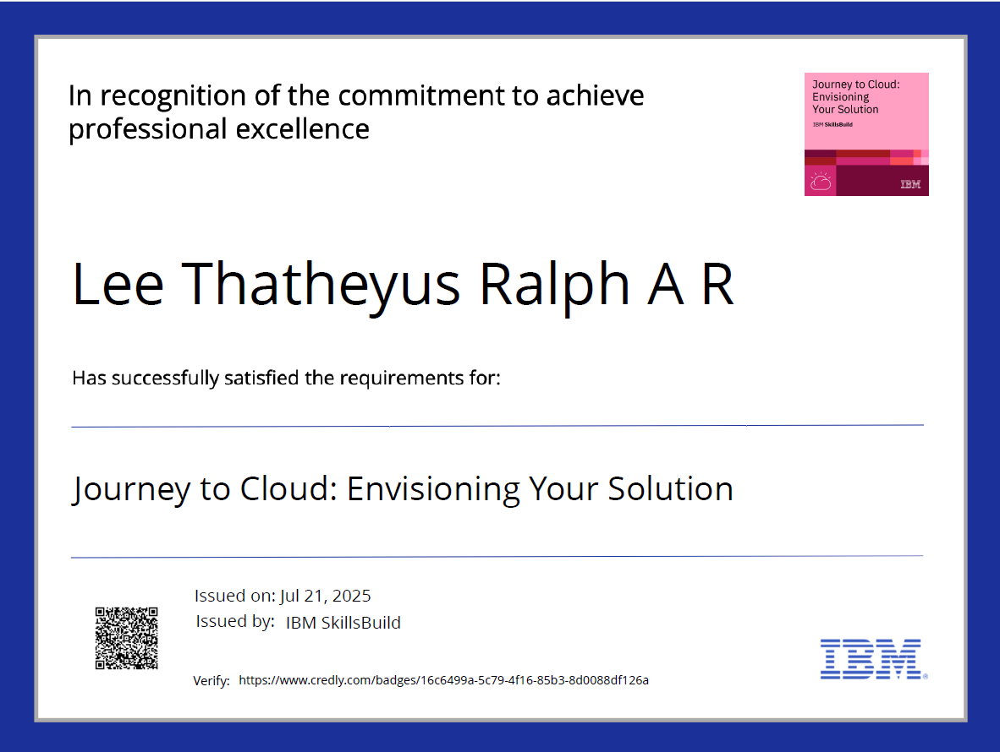 In recognition of the commitment to achieve
professional excellence
Journey to Cloud:
Envisioning
Your Solution
IBM SkillsBuild
IBM
Lee Thatheyus Ralph A R
Has successfully satisfied the requirements for:
Journey to Cloud: Envisioning Your Solution
Issued on: Jul 21, 2025
Issued by: IBM SkillsBuild
Verify: https://www.credly.com/badges/16c6499a-5c79-4f16-85b3-8d0088df126a
IBM®